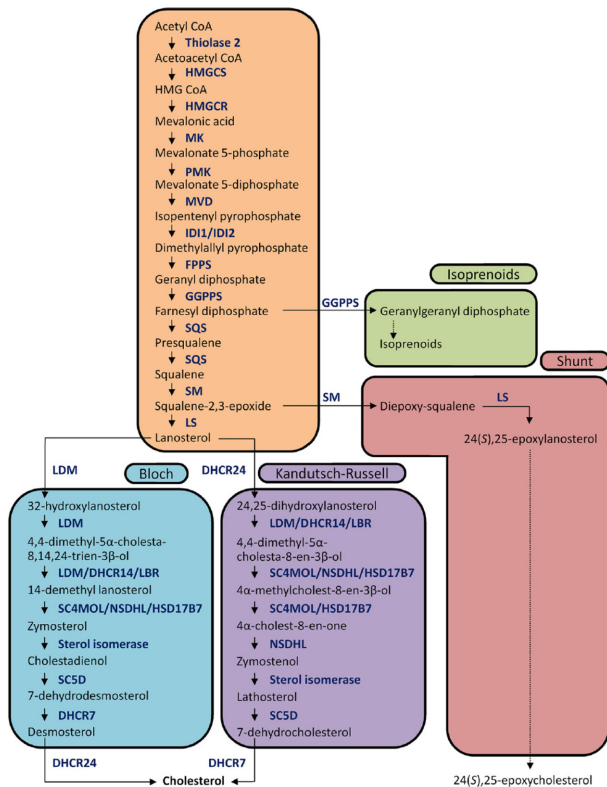 Acetyl CoA
Thiolase 2
Acetoacetyl CoA
HMGCS
HMG CoA
HMGCR
Mevalonic acid
MK
Mevalonate 5-phosphate
PMK
Mevalonate 5-diphosphate
MVD
Isopentenyl pyrophosphate
IDI1/IDI2
Dimethylallyl pyrophosphate
FPPS
Geranyl diphosphate
GGPPS
Farnesyl diphosphate
SQS
Presqualene
SQS
Squalene
SM
Squalene-2,3-epoxide
LS
Lanosterol
Isoprenoids
GGPPS
Geranylgeranyl diphosphate
Isoprenoids
Shunt
SM
Diepoxy-squalene
LS
24(S),25-epoxylanosterol
24(S),25-epoxycholesterol
LDM
Bloch
32-hydroxylanosterol
LDM
4,4-dimethyl-5α-cholesta-
8,14,24-trien-3β-ol
LDM/DHCR14/LBR
14-demethyl lanosterol
SC4MOL/NSDHL/HSD17B7
Zymosterol
Sterol isomerase
Cholestadienol
SC5D
7-dehydrodesmosterol
DHCR7
Desmosterol
DHCR24
DHCR24
Kandutsch-Russell
24,25-dihydroxylanosterol
LDM/DHCR14/LBR
4,4-dimethyl-5α-
cholesta-8-en-3β-ol
SC4MOL/NSDHL/HSD17B7
4α-methylcholest-8-en-3β-ol
SC4MOL/HSD17B7
4α-cholest-8-en-one
NSDHL
Zymostenol
Sterol isomerase
Lathosterol
SC5D
7-dehydrocholesterol
DHCR7
Cholesterol